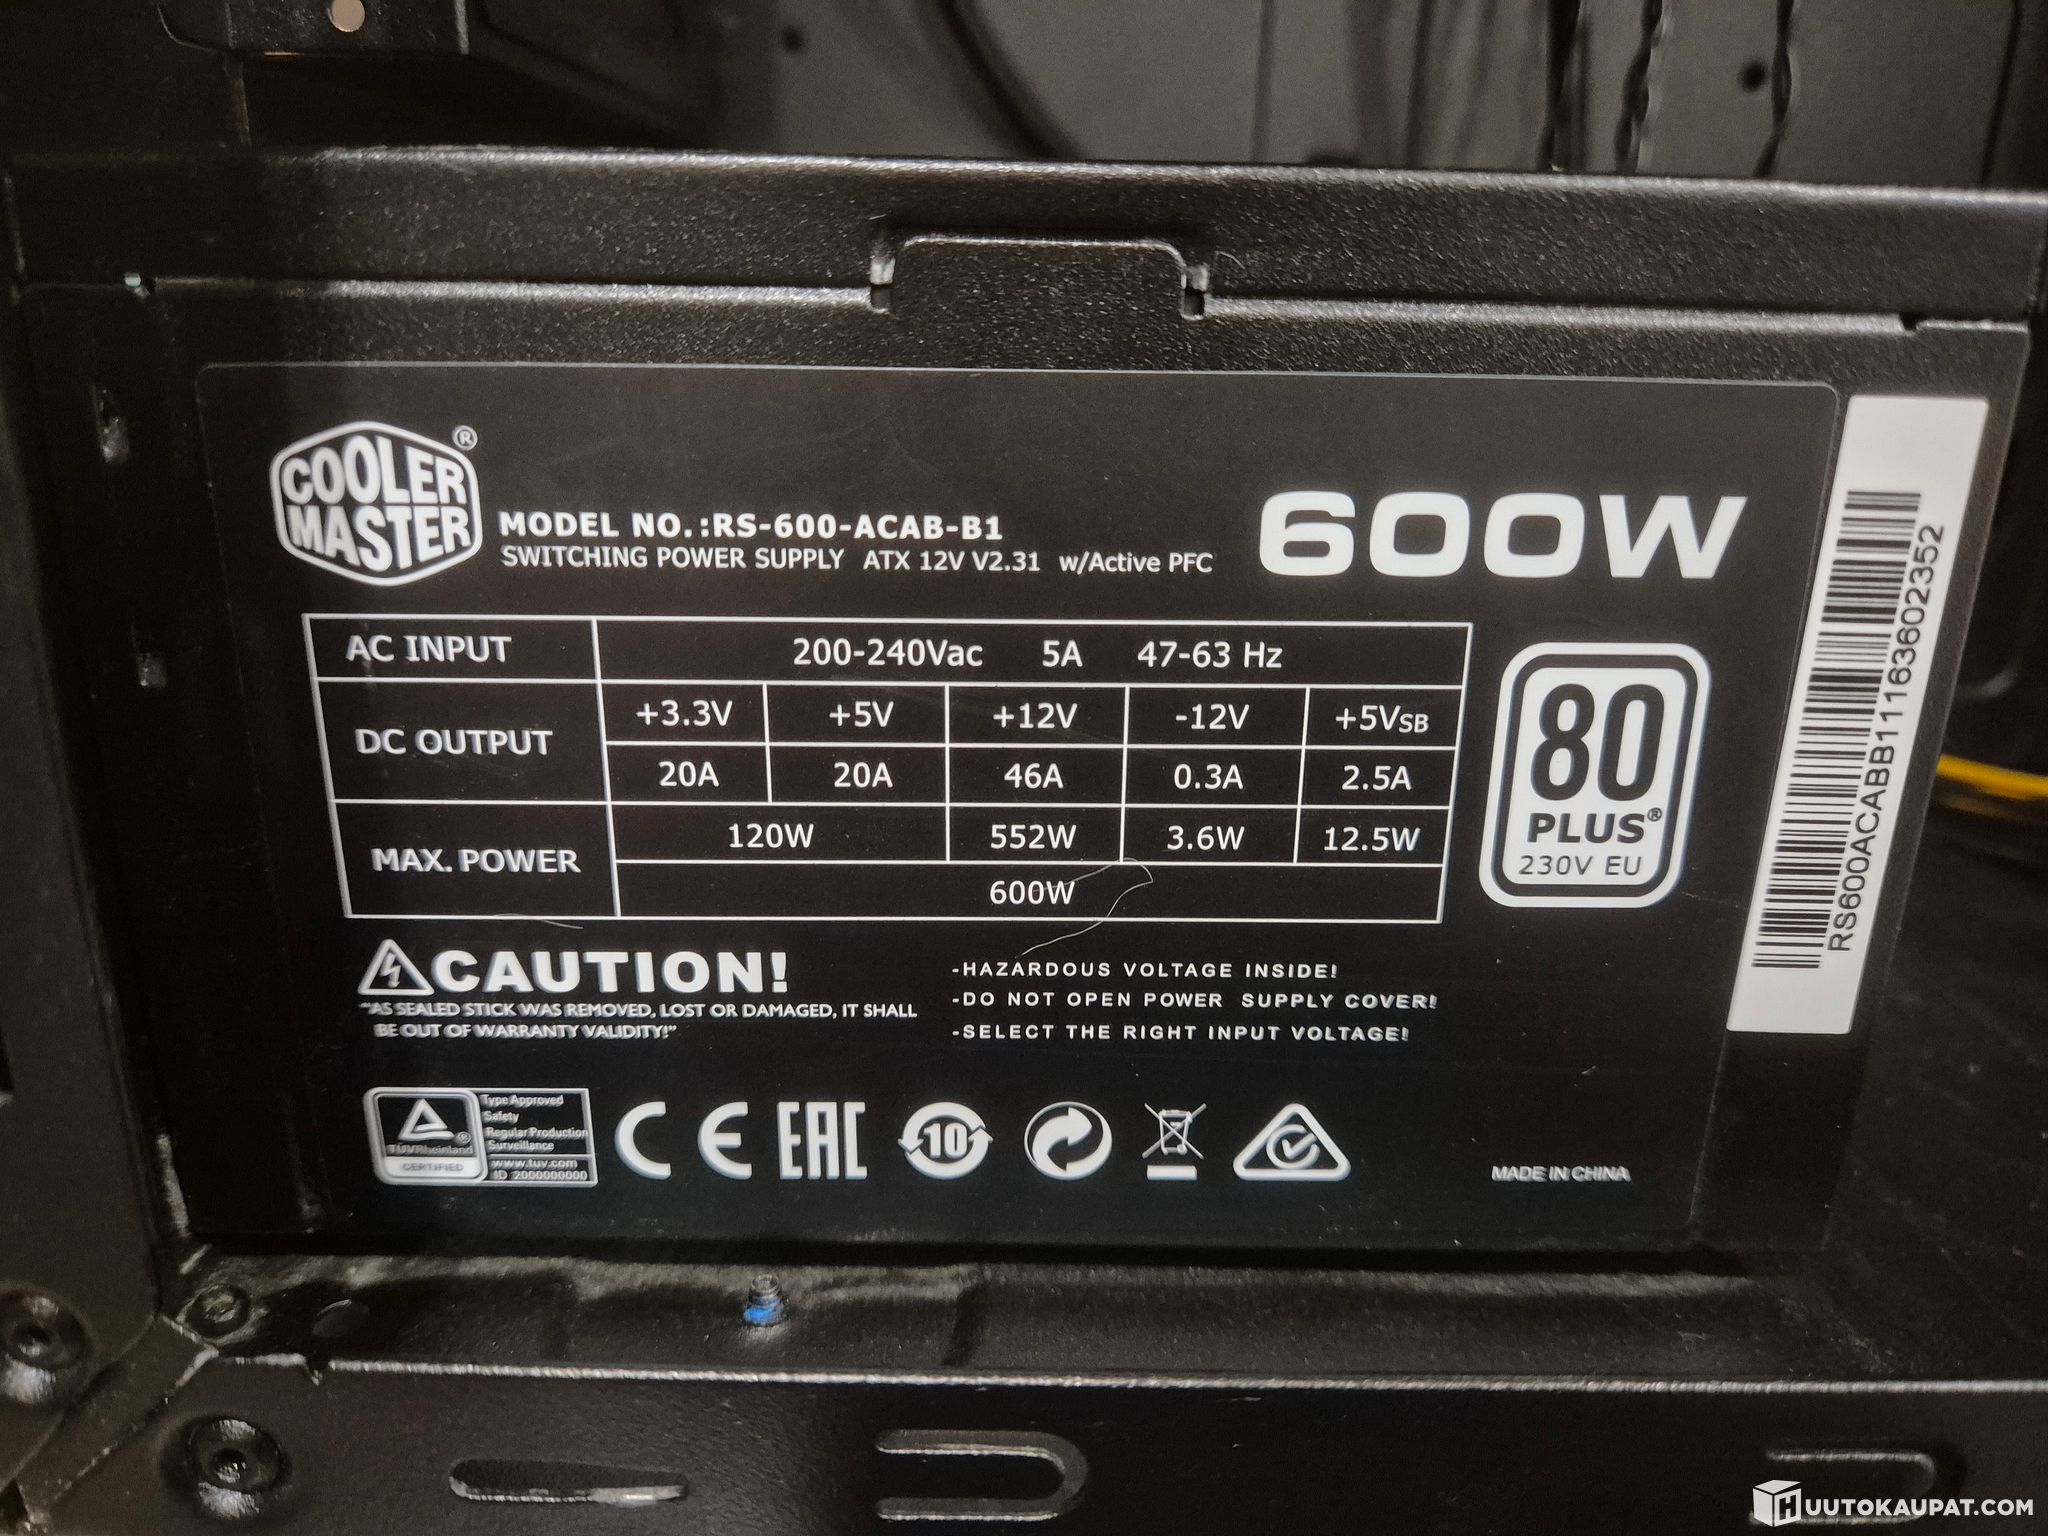 COOLER MASTER ®
MODEL NO.:RS-600-ACAB-B1
SWITCHING POWER SUPPLY ATX 12V V2.31 w/Active PFC
600W
AC INPUT 200-240Vac 5A 47-63 Hz
DC OUTPUT +3.3V +5V +12V -12V +5VSB
20A 20A 46A 0.3A 2.5A
MAX. POWER 120W 552W 3.6W 12.5W
600W
80
PLUS®
230V EU
RS600ACABB1116360 2352
CAUTION!
"AS SEALED STICK WAS REMOVED, LOST OR DAMAGED, IT SHALL
BE OUT OF WARRANTY VALIDITY!"
-HAZARDOUS VOLTAGE INSIDE!
-DO NOT OPEN POWER SUPPLY COVER!
-SELECT THE RIGHT INPUT VOLTAGE!
TÜVRheinland ®
CERTIFIED
Type Approved
Safety
Regular Production
Surveillance
www.tuv.com
ID 2000000000
CE EAC 10
MADE IN CHINA
HUUTOKAUPAT.COM